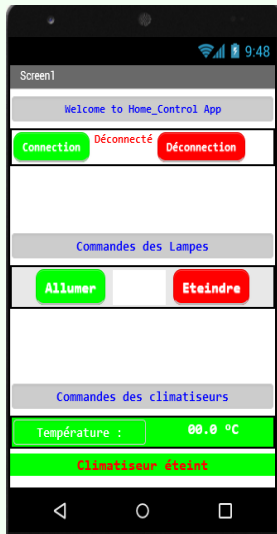 9:48
Screen1
Welcome to Home_Control App
Connection Déconnecté Déconnection
Commandes des Lampes
Allumer Eteindre
Commandes des climatiseurs
Température : 00.0 ºC
Climatiseur éteint